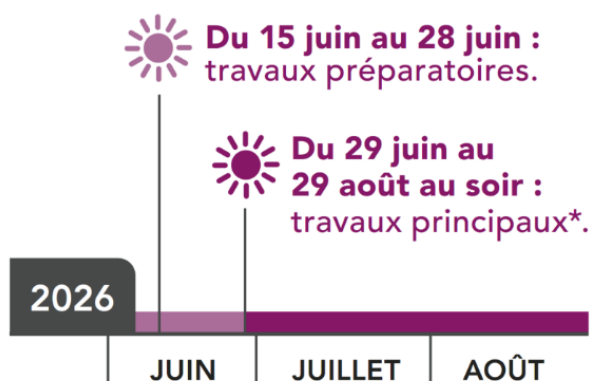 Du 15 juin au 28 juin :
travaux préparatoires.
Du 29 juin au
29 août au soir :
travaux principaux*.
2026
JUIN
JUILLET
AOÛT